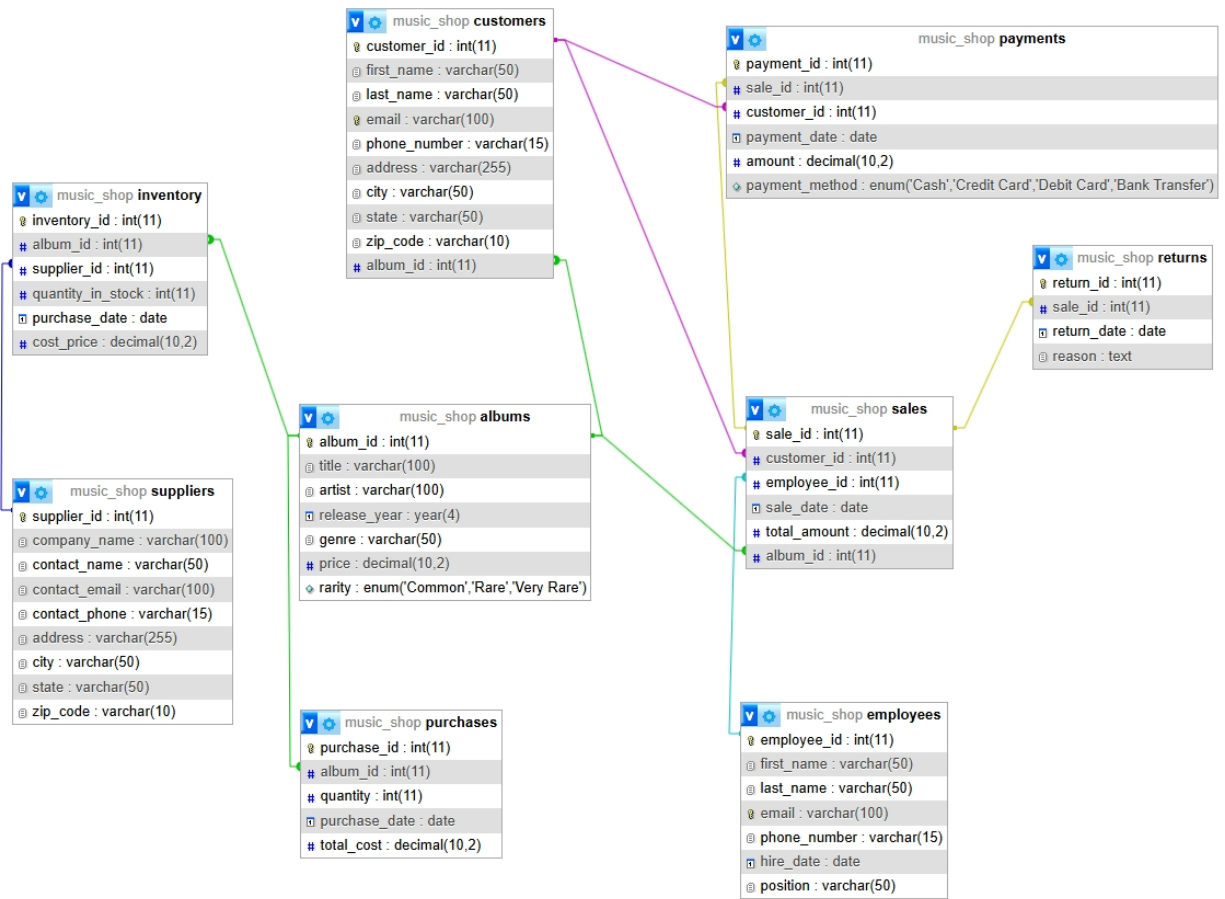 music_shop customers
customer_id : int(11)
first_name : varchar(50)
last_name : varchar(50)
email : varchar(100)
phone_number : varchar(15)
address : varchar(255)
city : varchar(50)
state : varchar(50)
zip_code : varchar(10)
album_id : int(11)
music_shop payments
payment_id : int(11)
sale_id : int(11)
customer_id : int(11)
payment_date : date
amount : decimal(10,2)
payment_method : enum('Cash','Credit Card','Debit Card','Bank Transfer')
music_shop inventory
inventory_id : int(11)
album_id : int(11)
supplier_id : int(11)
quantity_in_stock : int(11)
purchase_date : date
cost_price : decimal(10,2)
music_shop returns
return_id : int(11)
sale_id : int(11)
return_date : date
reason : text
music_shop albums
album_id : int(11)
title : varchar(100)
artist : varchar(100)
release_year : year(4)
genre : varchar(50)
price : decimal(10,2)
rarity : enum('Common','Rare','Very Rare')
music_shop sales
sale_id : int(11)
customer_id : int(11)
employee_id : int(11)
sale_date : date
total_amount : decimal(10,2)
album_id : int(11)
music_shop suppliers
supplier_id : int(11)
company_name : varchar(100)
contact_name : varchar(50)
contact_email : varchar(100)
contact_phone : varchar(15)
address : varchar(255)
city : varchar(50)
state : varchar(50)
zip_code : varchar(10)
music_shop purchases
purchase_id : int(11)
album_id : int(11)
quantity : int(11)
purchase_date : date
total_cost : decimal(10,2)
music_shop employees
employee_id : int(11)
first_name : varchar(50)
last_name : varchar(50)
email : varchar(100)
phone_number : varchar(15)
hire_date : date
position : varchar(50)